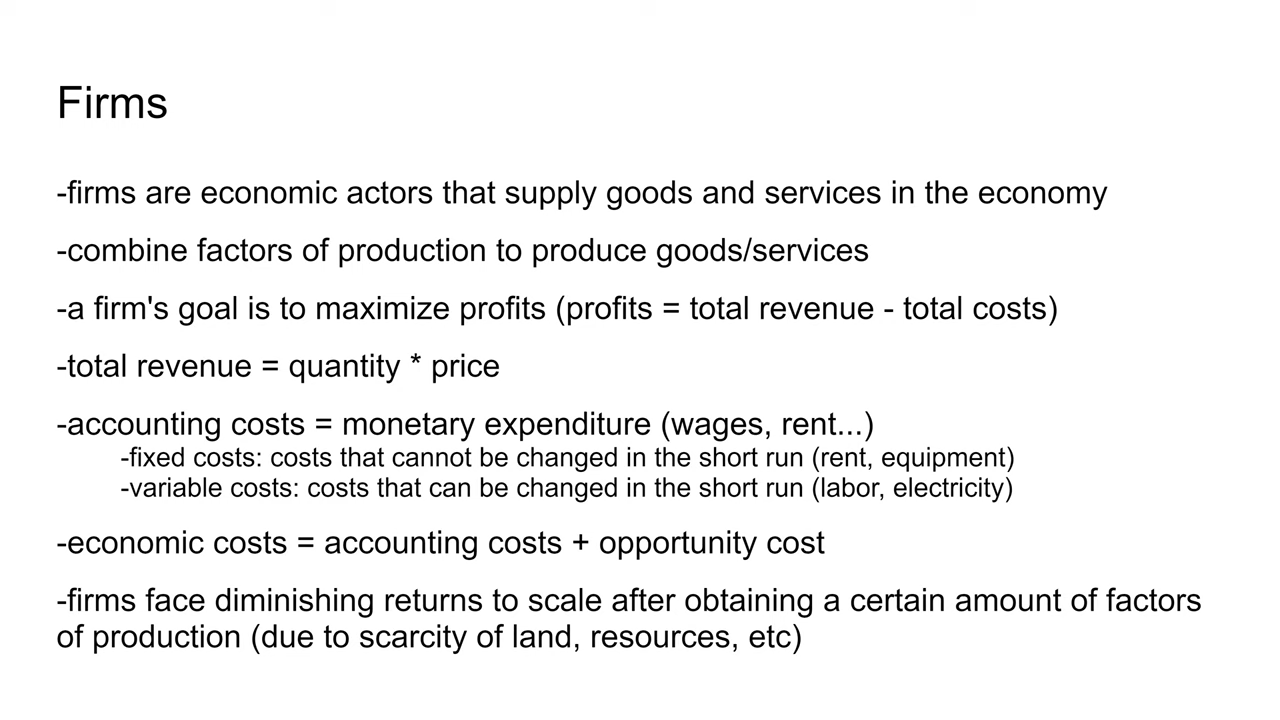 Firms
-firms are economic actors that supply goods and services in the economy
-combine factors of production to produce goods/services
-a firm's goal is to maximize profits (profits = total revenue - total costs)
-total revenue = quantity * price
-accounting costs = monetary expenditure (wages, rent...)
-fixed costs: costs that cannot be changed in the short run (rent, equipment)
-variable costs: costs that can be changed in the short run (labor, electricity)
-economic costs = accounting costs + opportunity cost
-firms face diminishing returns to scale after obtaining a certain amount of factors
of production (due to scarcity of land, resources, etc)